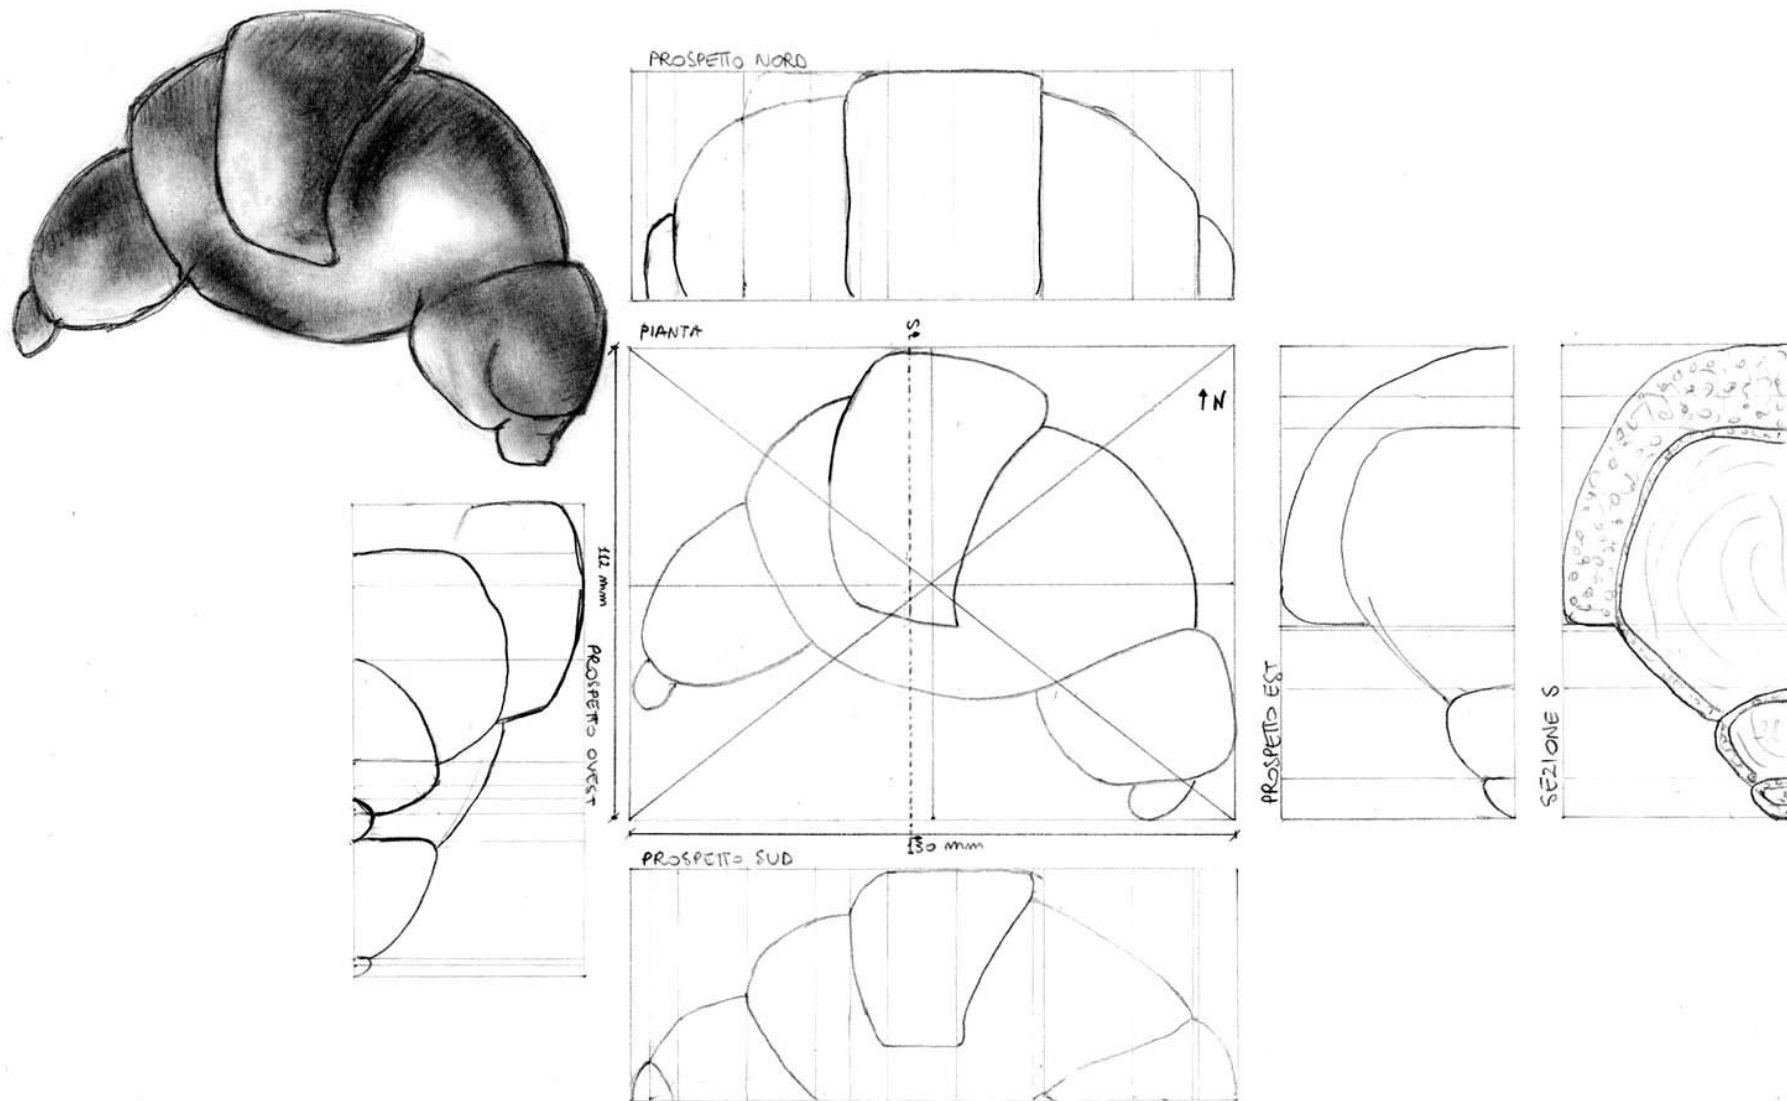 PROSPETTO NORD
PIANTA
S
↑ N
112 mm
PROSPETTO OVEST
PROSPETTO EST
SEZIONE S
130 mm
PROSPETTO SUD